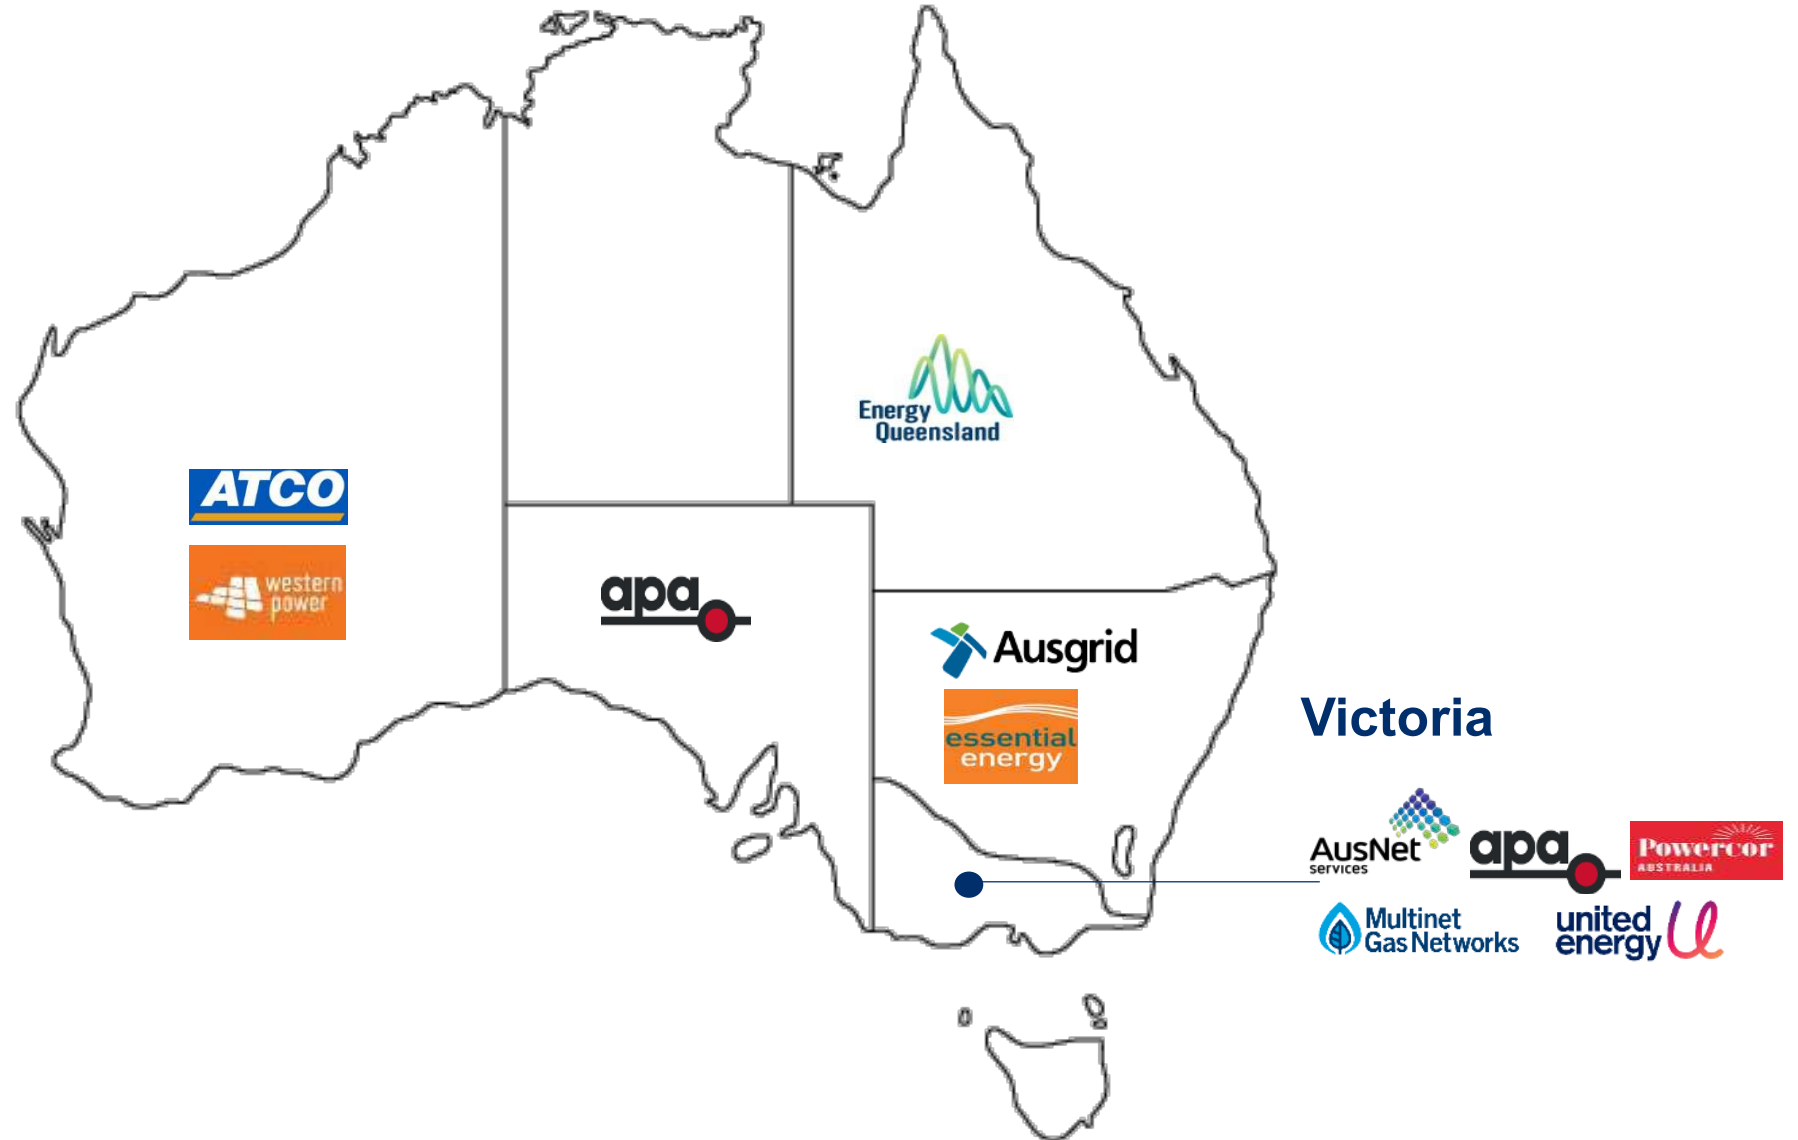 Energy
Queensland
ATCO
western
power
apa
Ausgrid
essential
energy
Victoria
AusNet
services
apa
Powercor
AUSTRALIA
Multinet
Gas Networks
united
energy